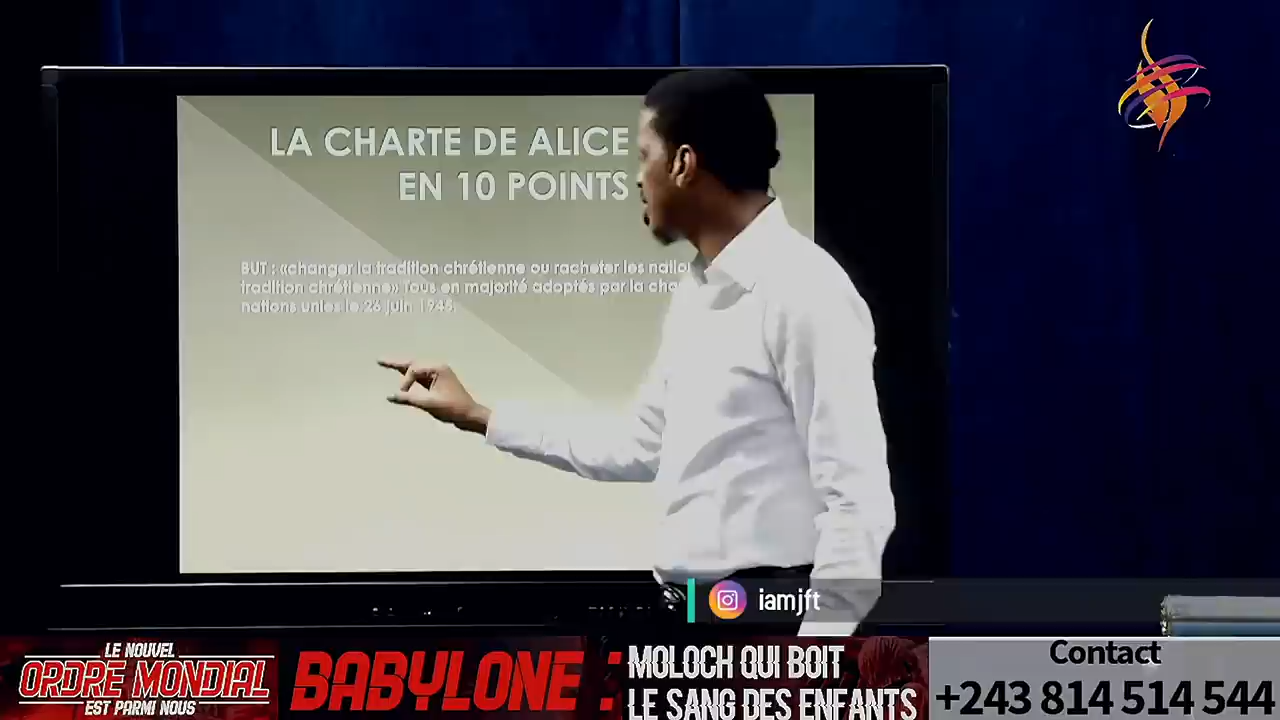 LA CHARTE DE ALICE
EN 10 POINTS
BUT : «changer la tradition chrétienne ou racheter les
tradition chrétienne» Tous en majorité adoptés par la
nations unies le 26 juin 1945.
iamjft
LE NOUVEL
ORDRE MONDIAL
EST PARMI NOUS
BABYLONE :
MOLOCH QUI BOIT
LE SANG DES ENFANTS
Contact
+243 814 514 544